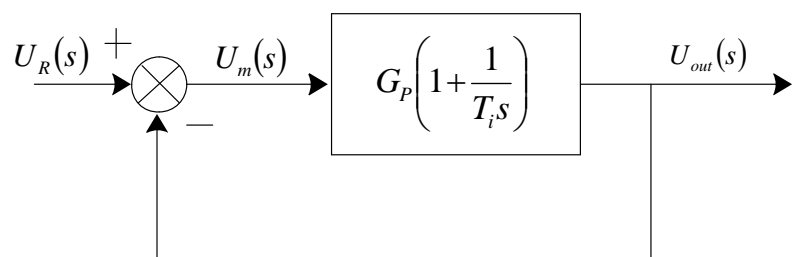 U_R(s) + U_m(s) G_P(1+1/(T_i s)) U_out(s)
−